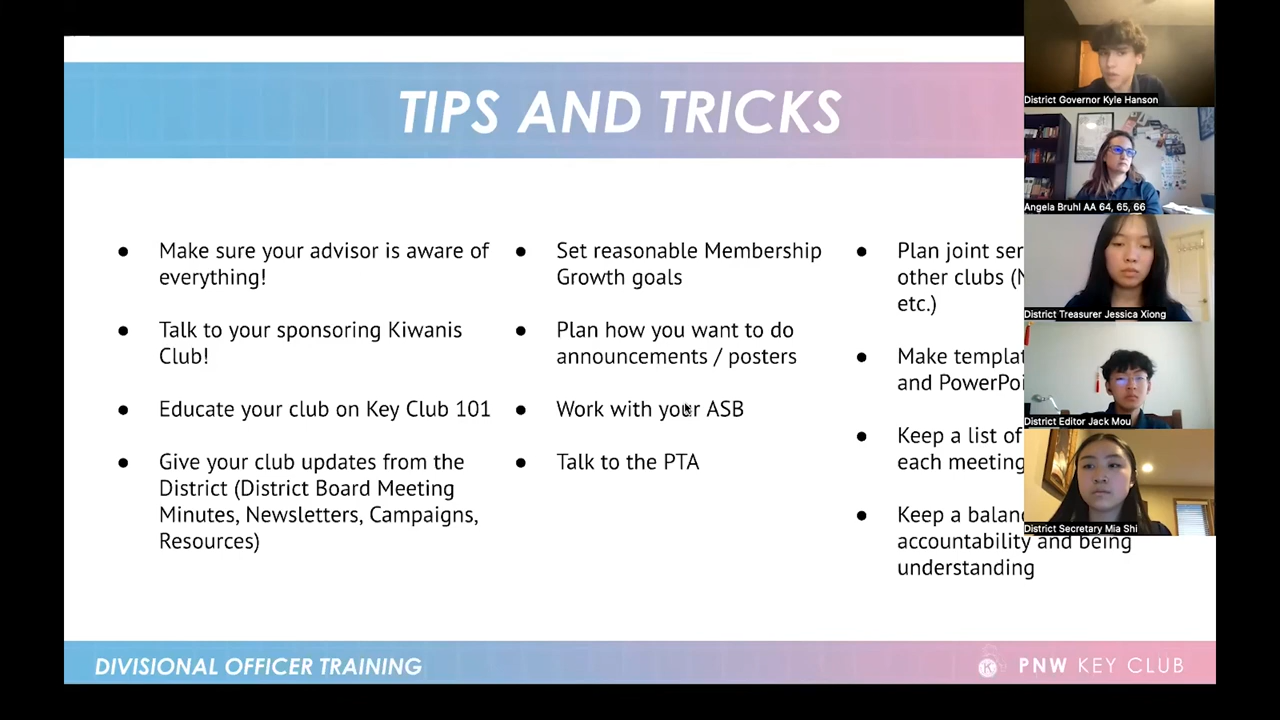 TIPS AND TRICKS
Make sure your advisor is aware of
everything!
Talk to your sponsoring Kiwanis
Club!
Educate your club on Key Club 101
Give your club updates from the
District (District Board Meeting
Minutes, Newsletters, Campaigns,
Resources)
Set reasonable Membership
Growth goals
Plan how you want to do
announcements / posters
Work with your ASB
Talk to the PTA
Plan joint
other clubs
etc.)
Make
and
Keep a list of
each meeting
Keep a
accountability and being
understanding
District Governor Kyle Hanson
Angela Bruhl AA 64, 65, 66
District Treasurer Jessica Xiong
District Editor Jack Mou
District Secretary Mia Shi
DIVISIONAL OFFICER TRAINING
K PNW KEY CLUB